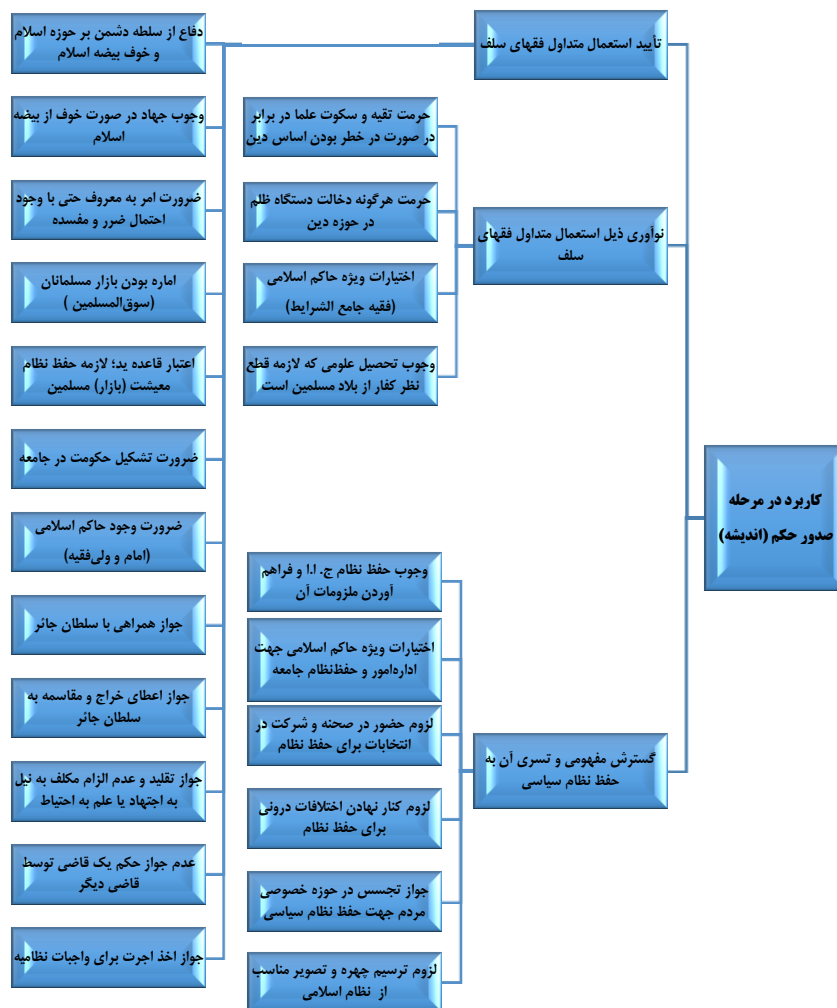 کاربرد در مرحله
صدور حکم (اندیشه)
تأیید استعمال متداول فقهای سلف
دفاع از سلطه دشمن بر حوزه اسلام
و خوف بیضه اسلام
وجوب جهاد در صورت خوف از بیضه
اسلام
ضرورت امر به معروف حتی با وجود
احتمال ضرر و مفسده
اماره بودن بازار مسلمانان
(سوق‌المسلمین )
اعتبار قاعده ید؛ لازمه حفظ نظام
معیشت (بازار) مسلمین
ضرورت تشکیل حکومت در جامعه
ضرورت وجود حاکم اسلامی
(امام و ولی‌فقیه)
جواز همراهی با سلطان جائر
جواز اعطای خراج و مقاسمه به
سلطان جائر
جواز تقلید و عدم الزام مکلف به نیل
به اجتهاد یا علم به احتیاط
عدم جواز حکم یک قاضی توسط
قاضی دیگر
جواز اخذ اجرت برای واجبات نظامیه
نوآوری ذیل استعمال متداول فقهای
سلف
حرمت تقیه و سکوت علما در برابر
در صورت در خطر بودن اساس دین
حرمت هرگونه دخالت دستگاه ظلم
در حوزه دین
اختیارات ویژه حاکم اسلامی
(فقیه جامع الشرایط)
وجوب تحصیل علومی که لازمه قطع
نظر کفار از بلاد مسلمین است
گسترش مفهومی و تسری آن به
حفظ نظام سیاسی
وجوب حفظ نظام ج. ا.ا و فراهم
آوردن ملزومات آن
اختیارات ویژه حاکم اسلامی جهت
اداره‌امور و حفظ‌نظام جامعه
لزوم حضور در صحنه و شرکت در
انتخابات برای حفظ نظام
لزوم کنار نهادن اختلافات درونی
برای حفظ نظام
جواز تجسس در حوزه خصوصی
مردم جهت حفظ نظام سیاسی
لزوم ترسیم چهره و تصویر مناسب
از نظام اسلامی